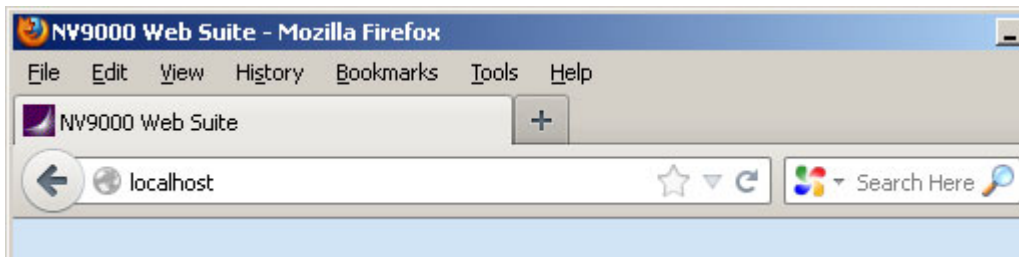 NV9000 Web Suite - Mozilla Firefox
File Edit View History Bookmarks Tools Help
NV9000 Web Suite
localhost Search Here